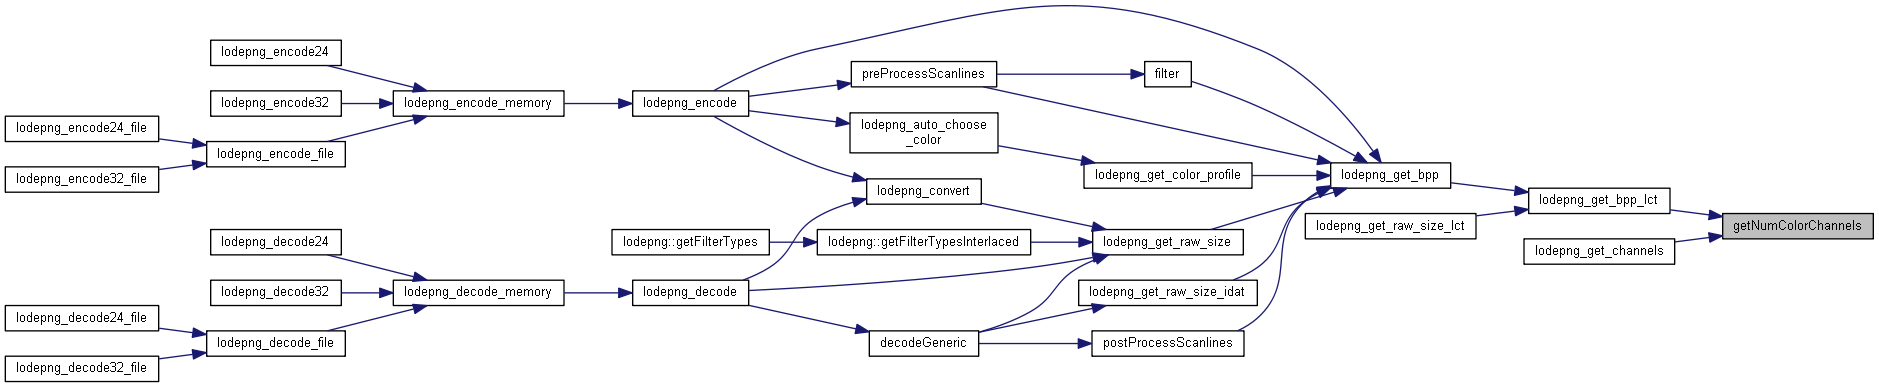 lodepng_encode24
lodepng_encode32
lodepng_encode24_file
lodepng_encode32_file
lodepng_encode_file
lodepng_encode_memory
lodepng_encode
preProcessScanlines
filter
lodepng_auto_choose
_color
lodepng_get_color_profile
lodepng_convert
lodepng_get_bpp
lodepng_get_bpp_lct
lodepng_get_raw_size_lct
getNumColorChannels
lodepng_get_channels
lodepng::getFilterTypes
lodepng::getFilterTypesInterlaced
lodepng_get_raw_size
lodepng_decode24
lodepng_decode32
lodepng_decode24_file
lodepng_decode32_file
lodepng_decode_file
lodepng_decode_memory
lodepng_decode
lodepng_get_raw_size_idat
decodeGeneric
postProcessScanlines